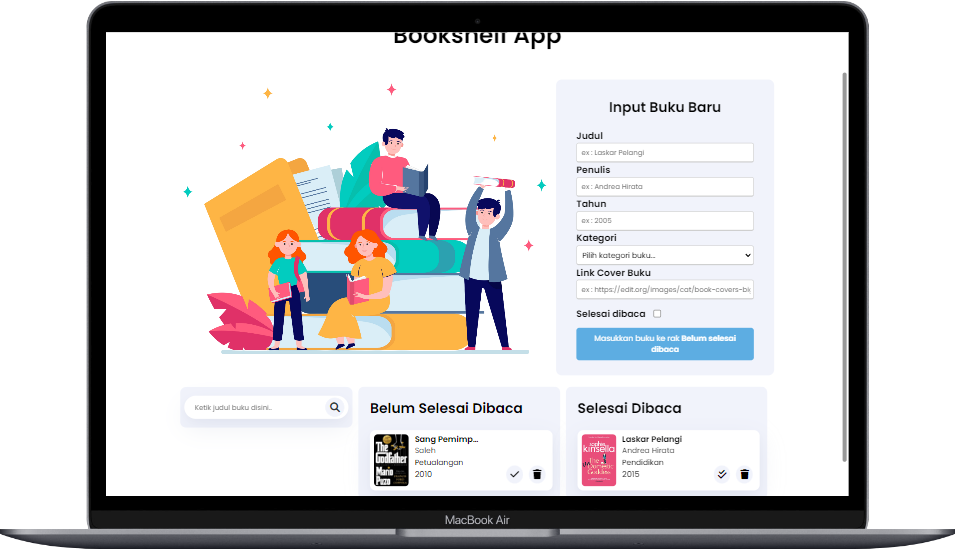 Bookshelf App
Input Buku Baru
Judul
ex : Laskar Pelangi
Penulis
ex : Andrea Hirata
Tahun
ex : 2005
Kategori
Pilih kategori buku...
Link Cover Buku
ex : https://edit.org/images/cat/book-covers-bi
Selesai dibaca
Masukkan buku ke rak Belum selesai
dibaca
Ketik judul buku disini..
Belum Selesai Dibaca
The
Godfather
Mario
Puzo
Sang Pemimp...
Saleh
Petualangan
2010
Selesai Dibaca
sophie
kinsella
The
Domestic
Goddess
Laskar Pelangi
Andrea Hirata
Pendidikan
2015
MacBook Air